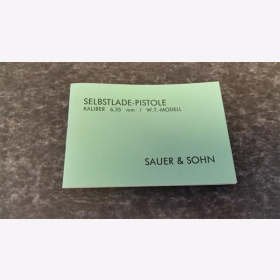 SELBSTLADE-PISTOLE
KALIBER 6,35 mm / W.T.-MODELL
SAUER & SOHN